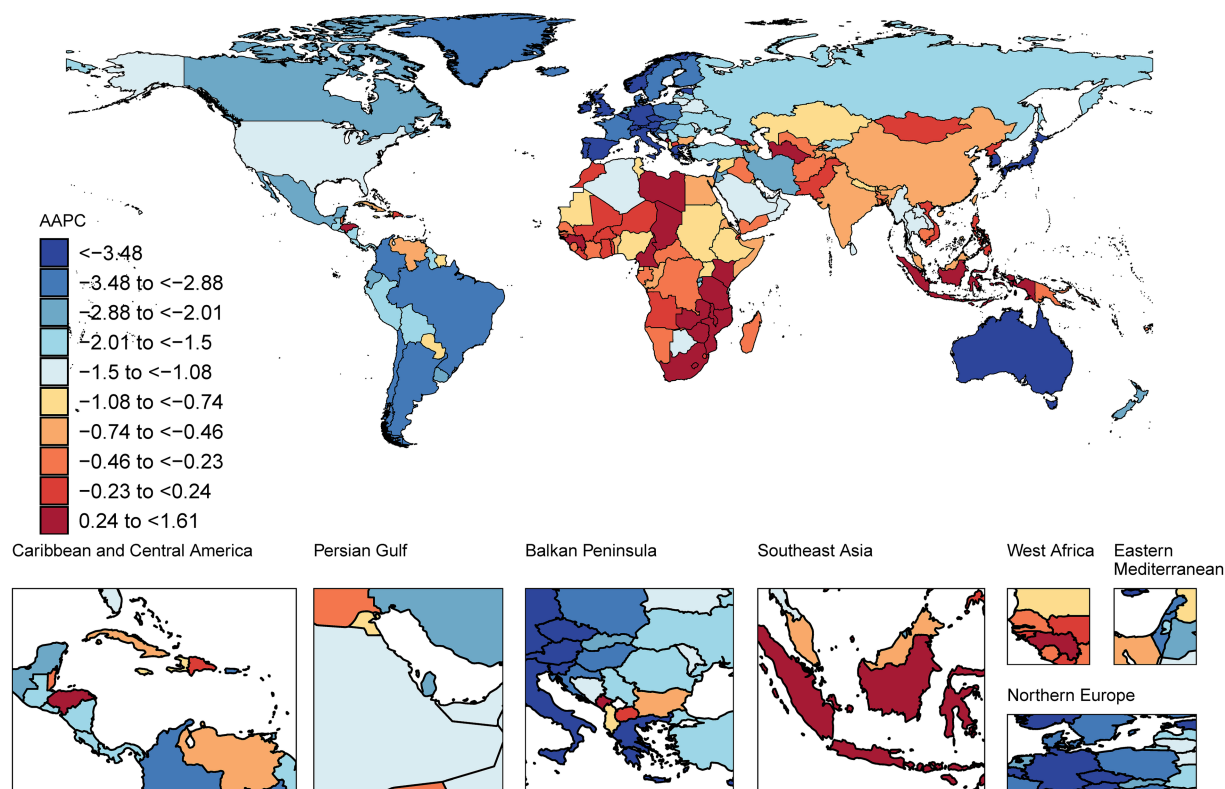 AAPC
<−3.48
−3.48 to <−2.88
−2.88 to <−2.01
−2.01 to <−1.5
−1.5 to <−1.08
−1.08 to <−0.74
−0.74 to <−0.46
−0.46 to <−0.23
−0.23 to <0.24
0.24 to <1.61
Caribbean and Central America
Persian Gulf
Balkan Peninsula
Southeast Asia
West Africa
Eastern
Mediterranean
Northern Europe